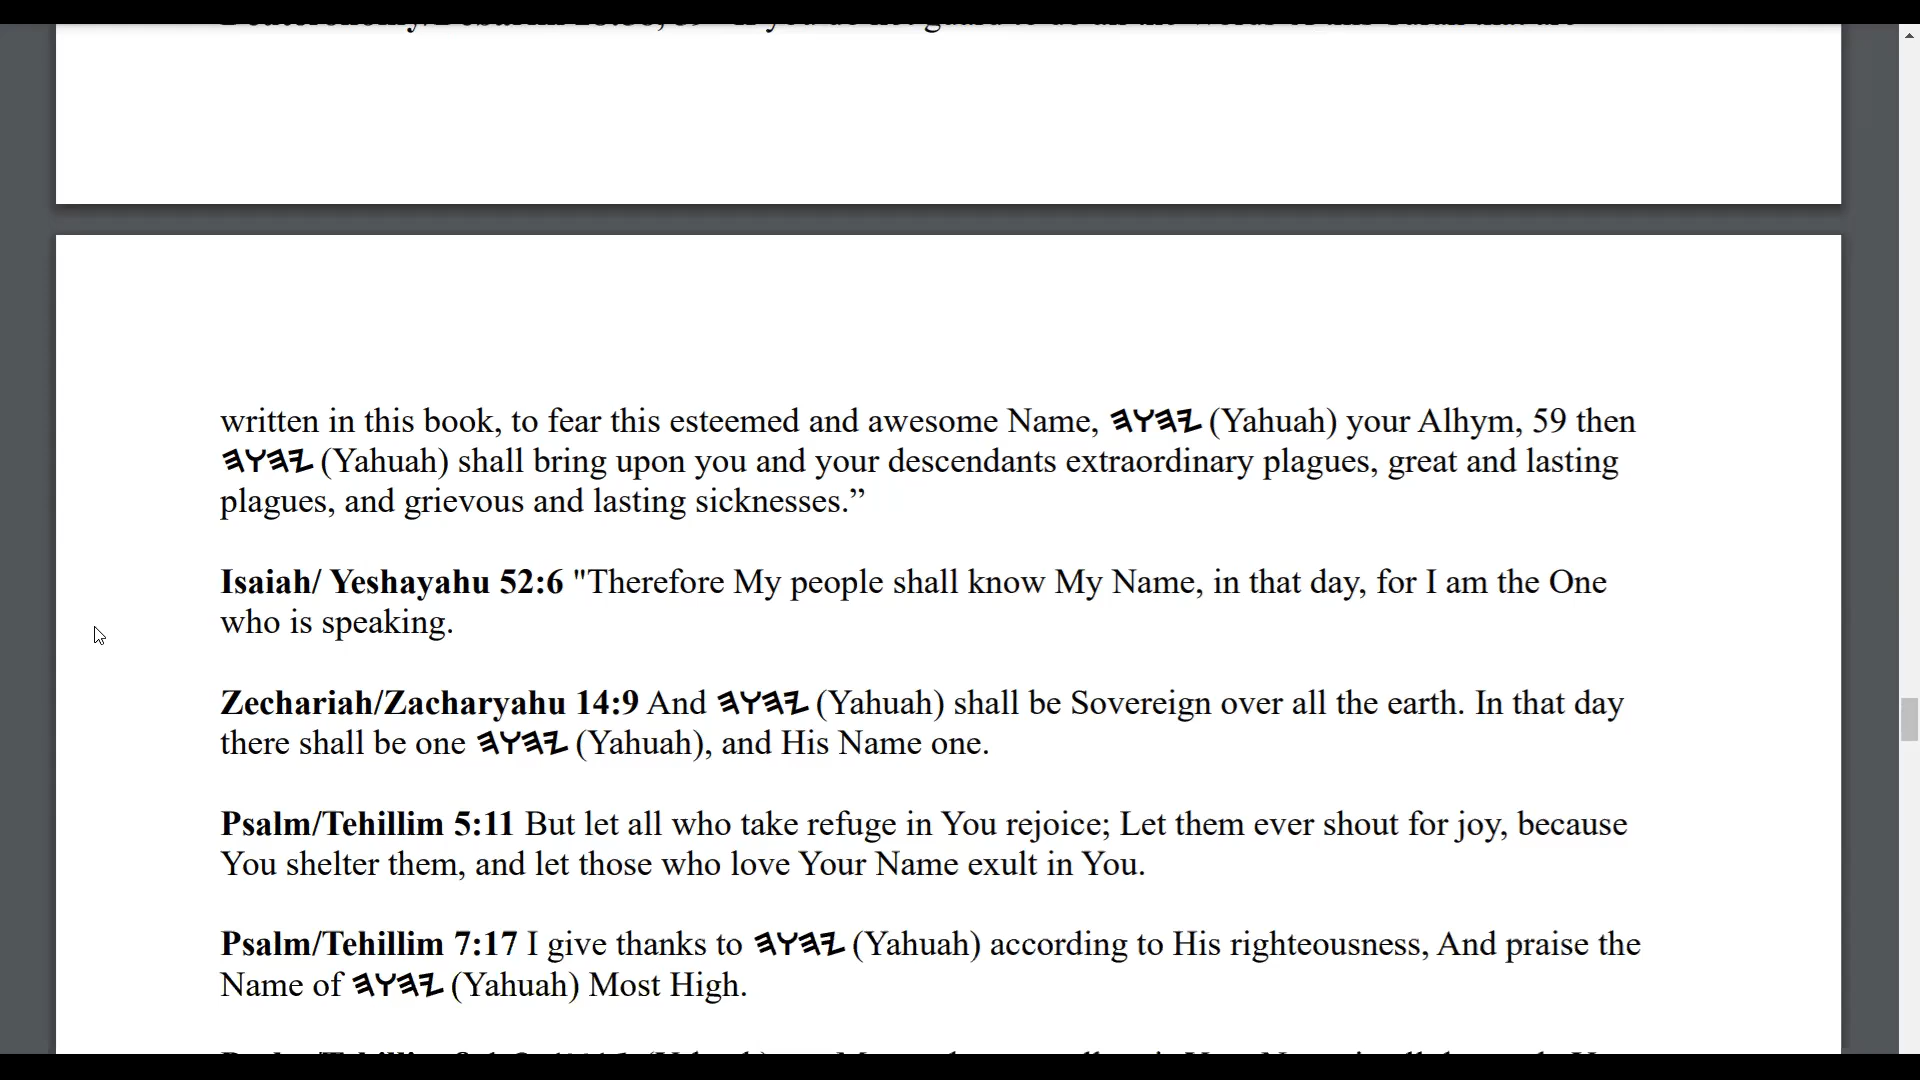 written in this book, to fear this esteemed and awesome Name, 𐤄𐤅𐤄𐤉 (Yahuah) your Alhym, 59 then
𐤄𐤅𐤄𐤉 (Yahuah) shall bring upon you and your descendants extraordinary plagues, great and lasting
plagues, and grievous and lasting sicknesses.”
Isaiah/ Yeshayahu 52:6 "Therefore My people shall know My Name, in that day, for I am the One
who is speaking.
Zechariah/Zacharyahu 14:9 And 𐤄𐤅𐤄𐤉 (Yahuah) shall be Sovereign over all the earth. In that day
there shall be one 𐤄𐤅𐤄𐤉 (Yahuah), and His Name one.
Psalm/Tehillim 5:11 But let all who take refuge in You rejoice; Let them ever shout for joy, because
You shelter them, and let those who love Your Name exult in You.
Psalm/Tehillim 7:17 I give thanks to 𐤄𐤅𐤄𐤉 (Yahuah) according to His righteousness, And praise the
Name of 𐤄𐤅𐤄𐤉 (Yahuah) Most High.